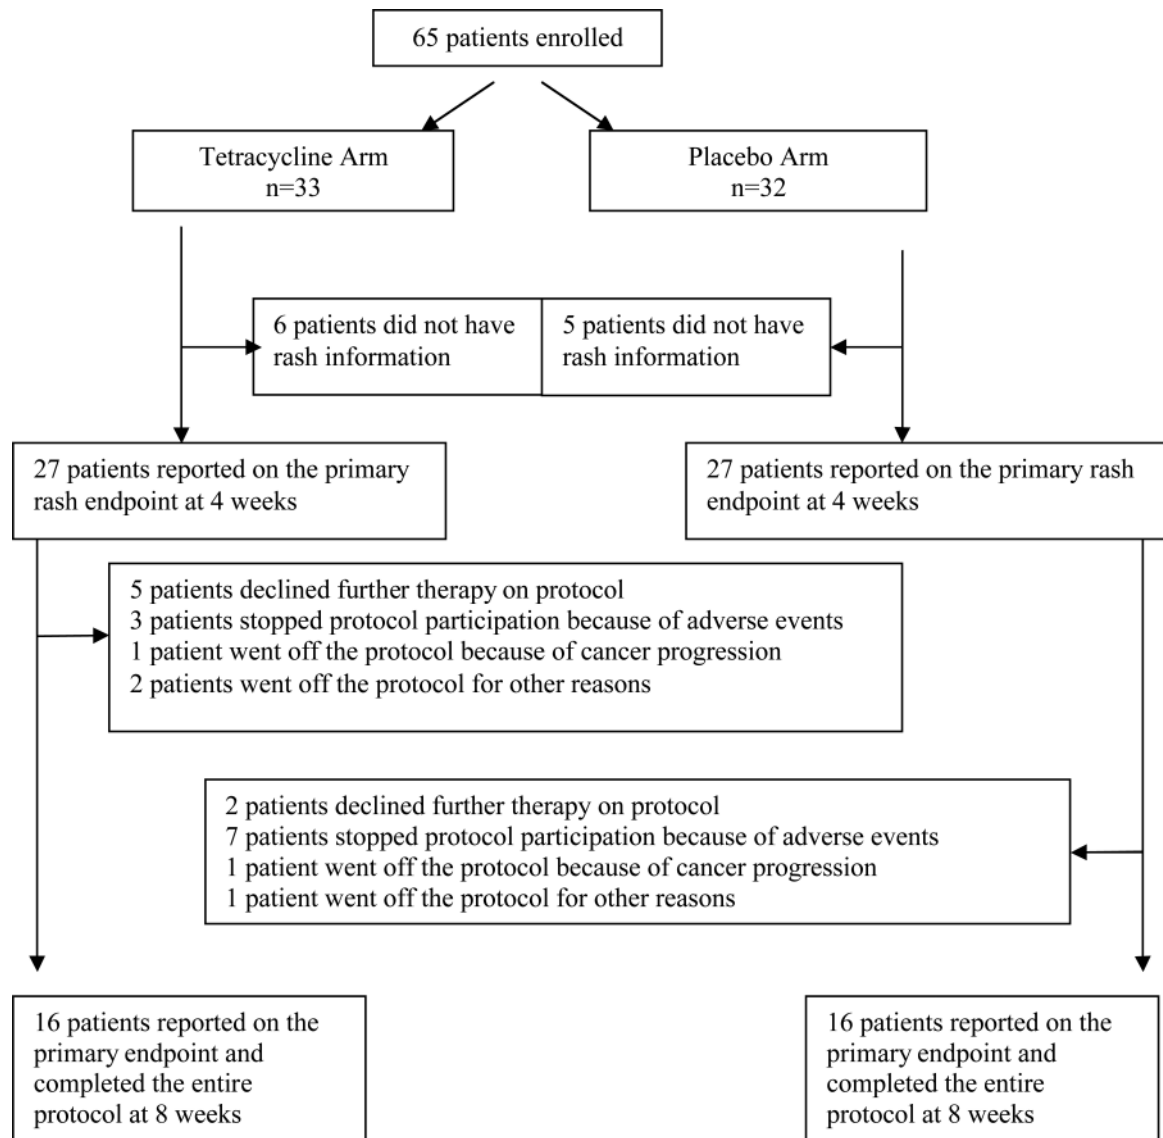 65 patients enrolled
Tetracycline Arm
n=33
Placebo Arm
n=32
6 patients did not have
rash information
5 patients did not have
rash information
27 patients reported on the primary
rash endpoint at 4 weeks
27 patients reported on the primary rash
endpoint at 4 weeks
5 patients declined further therapy on protocol
3 patients stopped protocol participation because of adverse events
1 patient went off the protocol because of cancer progression
2 patients went off the protocol for other reasons
2 patients declined further therapy on protocol
7 patients stopped protocol participation because of adverse events
1 patient went off the protocol because of cancer progression
1 patient went off the protocol for other reasons
16 patients reported on the
primary endpoint and
completed the entire
protocol at 8 weeks
16 patients reported on the
primary endpoint and
completed the entire
protocol at 8 weeks